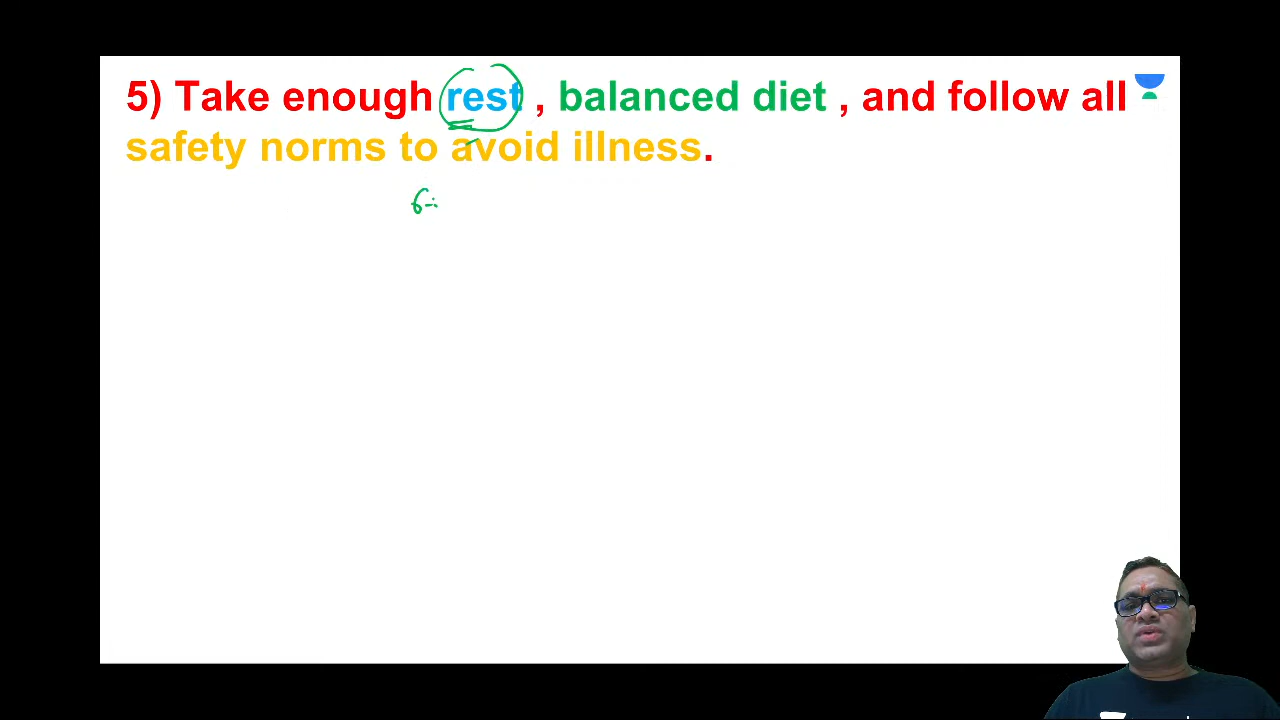 5) Take enough rest , balanced diet , and follow all
safety norms to avoid illness.